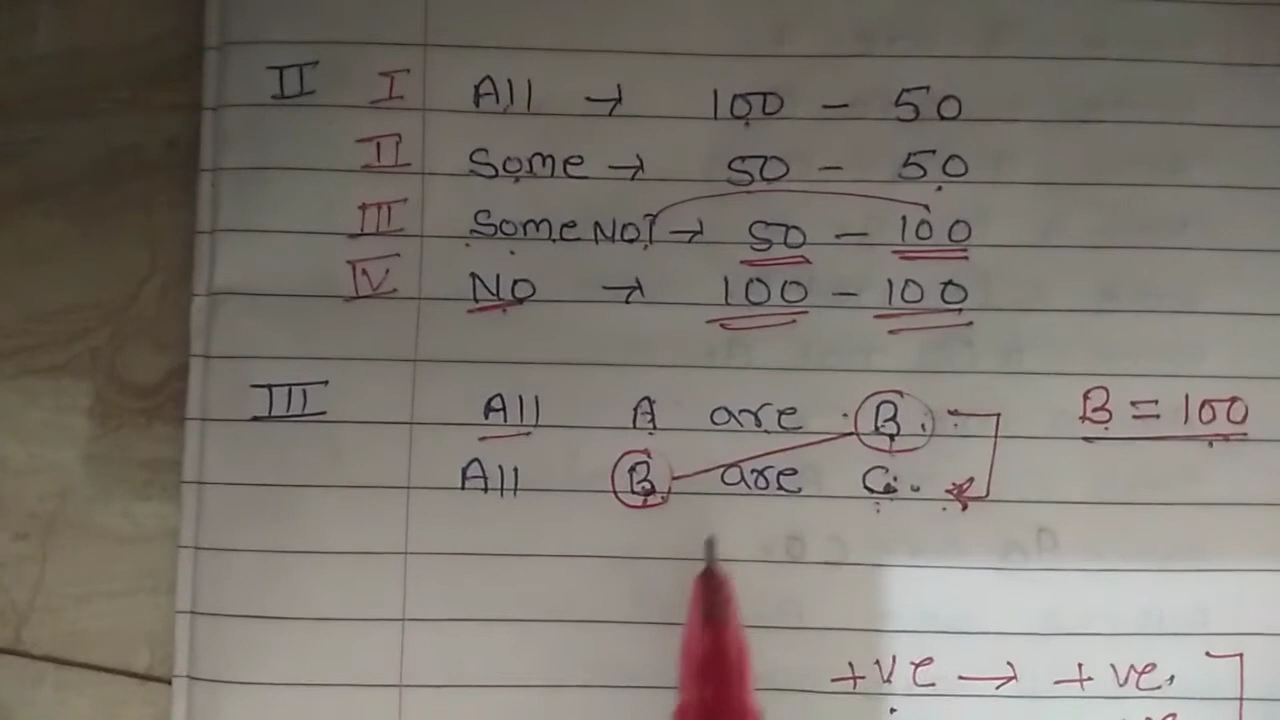 II I All → 100 - 50
II Some → 50 - 50
III Some NOT → 50 - 100
IV NO → 100 - 100
III All A are B. B = 100
All B are C.
+ve → +ve.